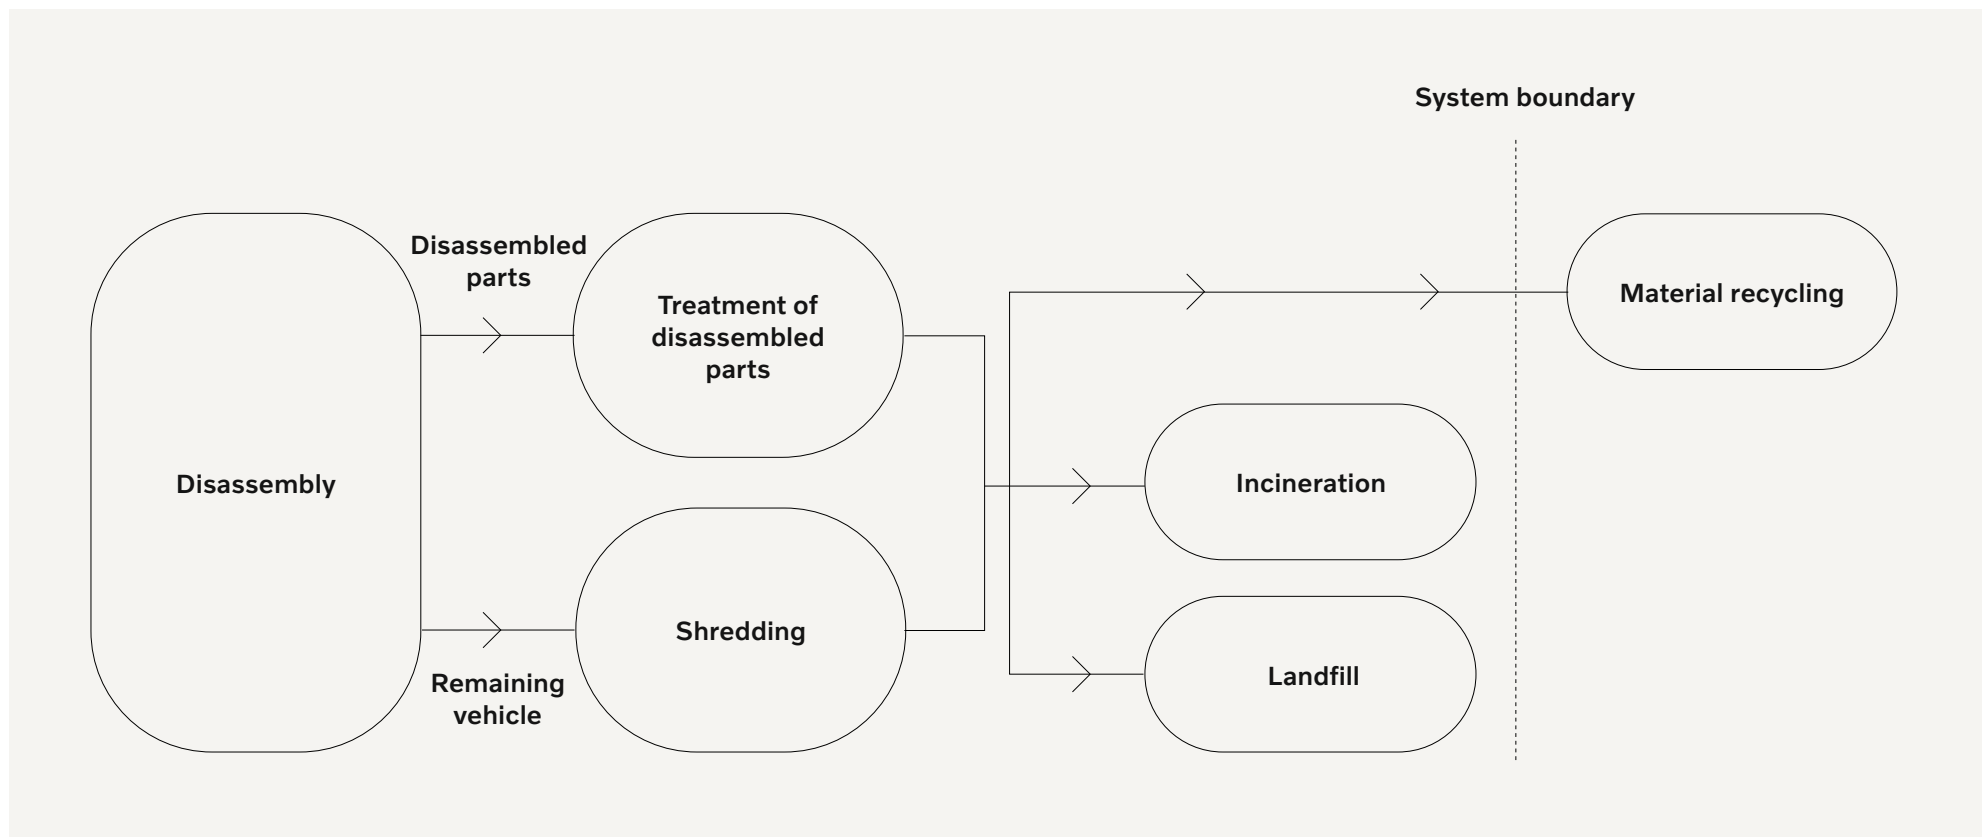 System boundary
Disassembled
parts
Treatment of
disassembled
parts
Material recycling
Disassembly
Incineration
Shredding
Remaining
vehicle
Landfill